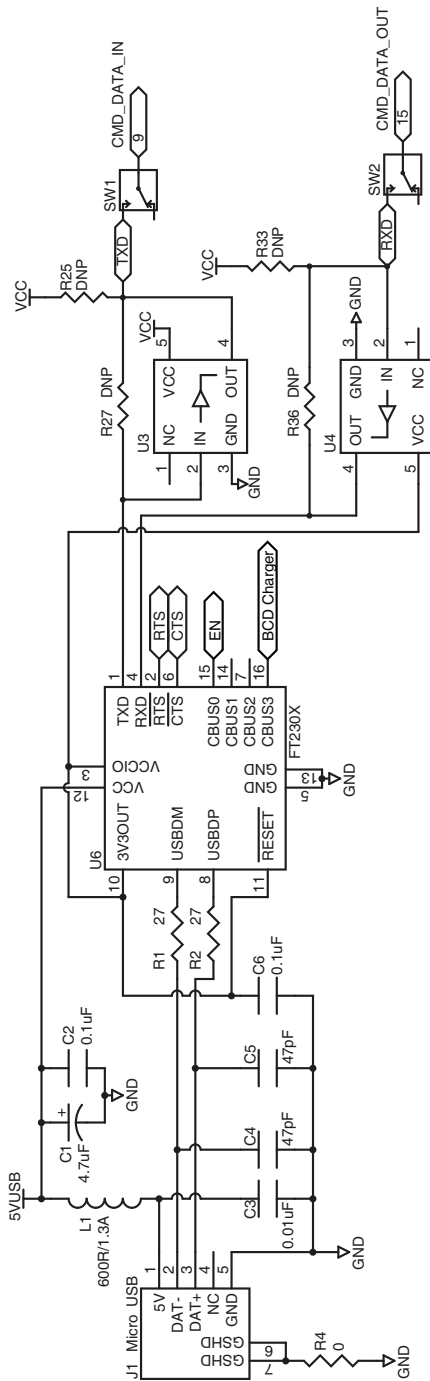 J1 Micro USB
5V 1
DAT- 2
DAT+ 3
NC 4
GND 5
GSHD 6
GSHD 7
R4
0
GND
5VUSB
L1
600R/1.3A
C1
+
4.7uF
C2
0.1uF
GND
C3
0.01uF
C4
47pF
C5
47pF
C6
0.1uF
GND
R1
27
R2
27
U6
10 3V3OUT
9 USBDM
8 USBDP
11 RESET
12 VCC
3 VCCIO
TXD 1
RXD 4
RTS 2
CTS 6
CBUS0 15
CBUS1 14
CBUS2 7
CBUS3 16
FT230X
GND 5
GND 13
GND
RTS
CTS
EN
BCD Charger
R27 DNP
VCC
R25
DNP
U3
1 NC
2 IN
3 GND
GND
VCC 5
VCC
OUT 4
TXD
SW1
9
CMD_DATA_IN
R36 DNP
VCC
R33
DNP
U4
4 OUT
5 VCC
GND 3
GND
IN 2
NC 1
RXD
SW2
15
CMD_DATA_OUT